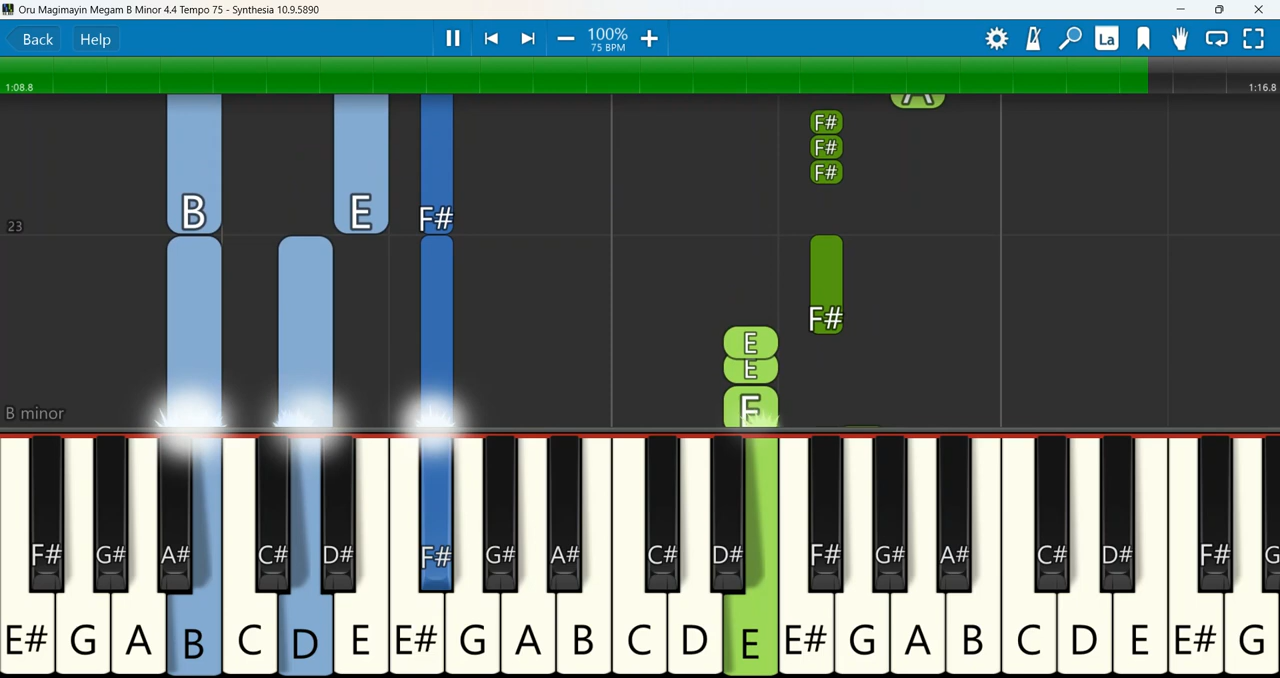 Oru Magimayin Megam B Minor 4.4 Tempo 75 - Synthesia 10.9.5890
Back Help 100% La
75 BPM
1:08.8 1:16.8
F#
F#
F#
B E F#
23
F#
E
E
B minor
F# G# A# C# D# F# G# A# C# D# F# G# A# C# D# F# G
E# G A B C D E E# G A B C D E E# G A B C D E E# G